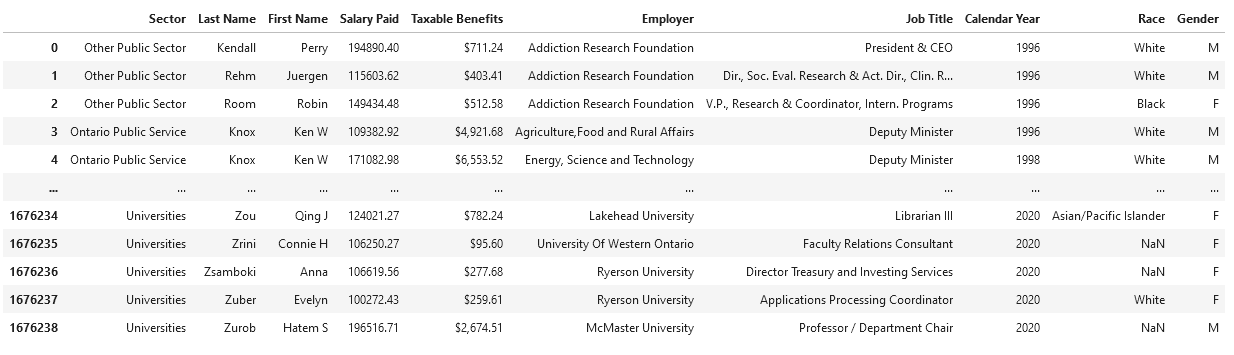 Sector Last Name First Name Salary Paid Taxable Benefits Employer Job Title Calendar Year Race Gender
0 Other Public Sector Kendall Perry 194890.40 $711.24 Addiction Research Foundation President & CEO 1996 White M
1 Other Public Sector Rehm Juergen 115603.62 $403.41 Addiction Research Foundation Dir., Soc. Eval. Research & Act. Dir., Clin. R... 1996 White M
2 Other Public Sector Room Robin 149434.48 $512.58 Addiction Research Foundation V.P., Research & Coordinator, Intern. Programs 1996 Black F
3 Ontario Public Service Knox Ken W 109382.92 $4,921.68 Agriculture,Food and Rural Affairs Deputy Minister 1996 White M
4 Ontario Public Service Knox Ken W 171082.98 $6,553.52 Energy, Science and Technology Deputy Minister 1998 White M
... ... ... ... ... ... ... ... ... ... ...
1676234 Universities Zou Qing J 124021.27 $782.24 Lakehead University Librarian III 2020 Asian/Pacific Islander F
1676235 Universities Zrini Connie H 106250.27 $95.60 University Of Western Ontario Faculty Relations Consultant 2020 NaN F
1676236 Universities Zsamboki Anna 106619.56 $277.68 Ryerson University Director Treasury and Investing Services 2020 NaN F
1676237 Universities Zuber Evelyn 100272.43 $259.61 Ryerson University Applications Processing Coordinator 2020 White F
1676238 Universities Zurob Hatem S 196516.71 $2,674.51 McMaster University Professor / Department Chair 2020 NaN M